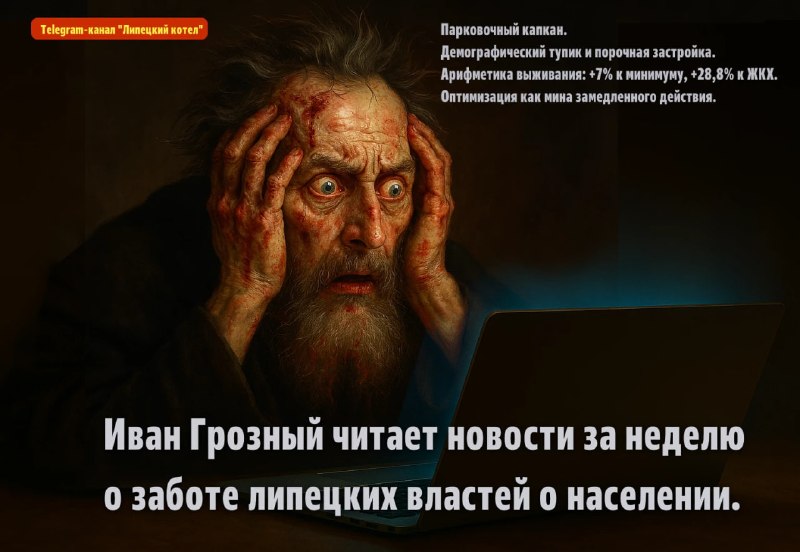 Telegram-канал "Липецкий котел"
Парковочный капкан.
Демографический тупик и порочная застройка.
Арифметика выживания: +7% к минимуму, +28,8% к ЖКХ.
Оптимизация как мина замедленного действия.
Иван Грозный читает новости за неделю
о заботе липецких властей о населении.